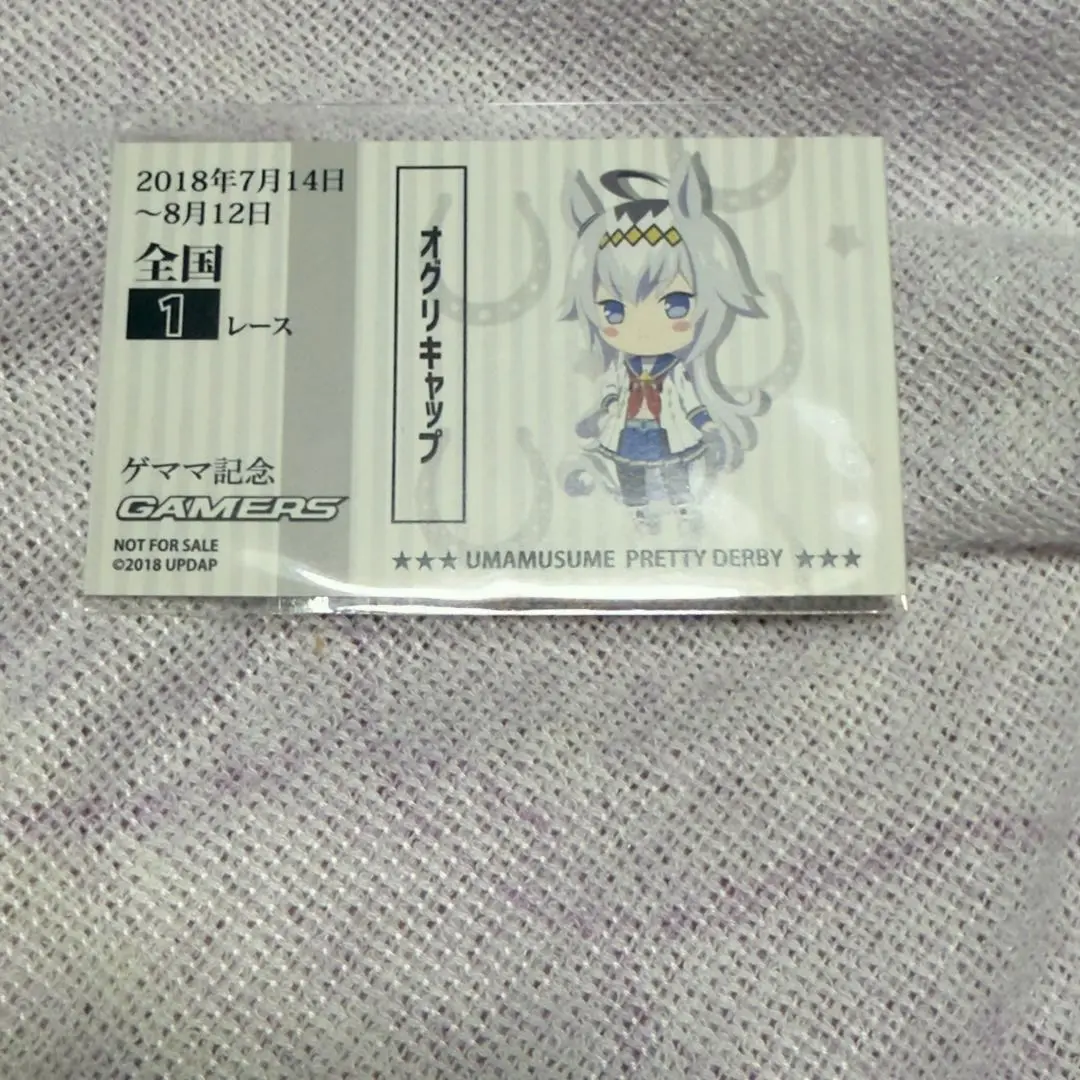 2018年7月14日
～8月12日
全国
1 レース
ゲママ記念
GAMERS
NOT FOR SALE
©2018 UPDAP
オグリキャップ
★★★ UMAMUSUME PRETTY DERBY ★★★